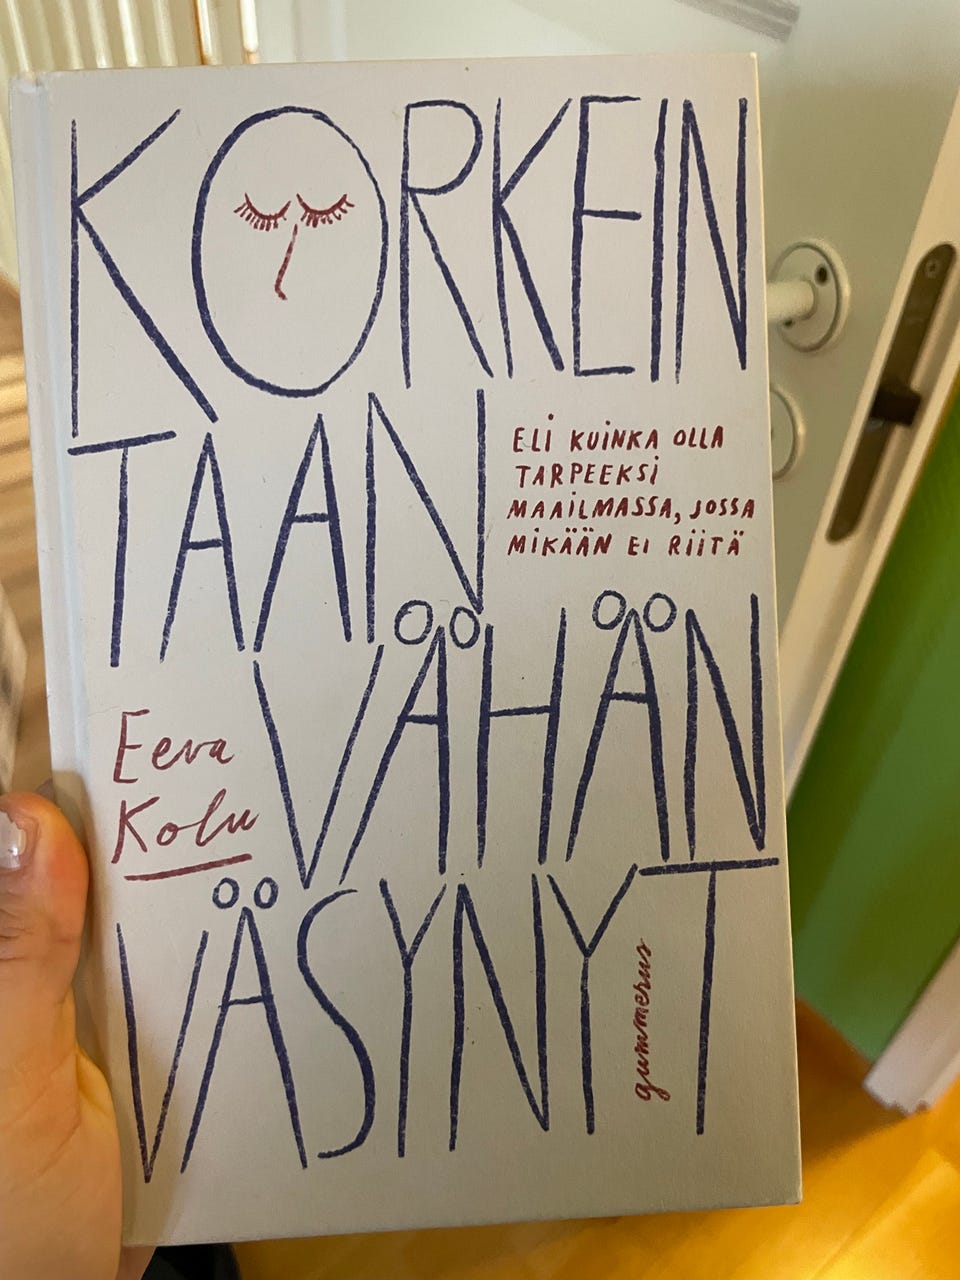 KORKEIN
TAAN
ELI KUINKA OLLA
TARPEEKSI
MAAILMASSA, JOSSA
MIKÄÄN EI RIITÄ
VÄHÄN
Eeva
Kolu
VÄSYNYT
gummerus